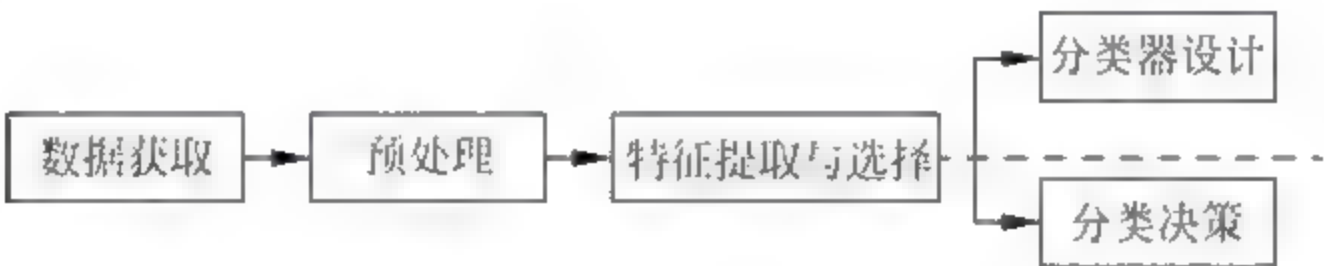 分类器设计
数据获取
预处理
特征提取与选择
分类决策